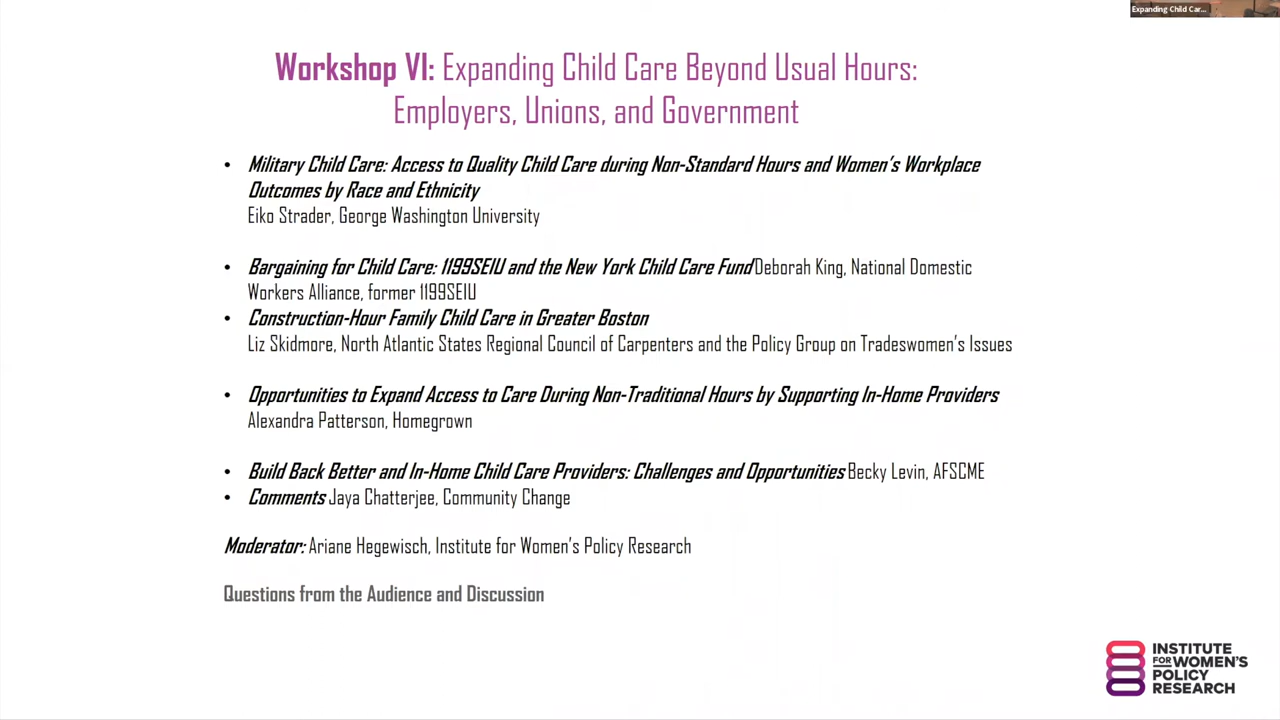 Expanding Child Car...
Workshop VI: Expanding Child Care Beyond Usual Hours:
Employers, Unions, and Government
• Military Child Care: Access to Quality Child Care during Non-Standard Hours and Women's Workplace
Outcomes by Race and Ethnicity
Eiko Strader, George Washington University
• Bargaining for Child Care: 1199SEIU and the New York Child Care Fund Deborah King, National Domestic
Workers Alliance, former 1199SEIU
• Construction-Hour Family Child Care in Greater Boston
Liz Skidmore, North Atlantic States Regional Council of Carpenters and the Policy Group on Tradeswomen's Issues
• Opportunities to Expand Access to Care During Non-Traditional Hours by Supporting In-Home Providers
Alexandra Patterson, Homegrown
• Build Back Better and In-Home Child Care Providers: Challenges and Opportunities Becky Levin, AFSCME
• Comments Jaya Chatterjee, Community Change
Moderator: Ariane Hegewisch, Institute for Women's Policy Research
Questions from the Audience and Discussion
INSTITUTE
FOR WOMEN'S
POLICY
RESEARCH